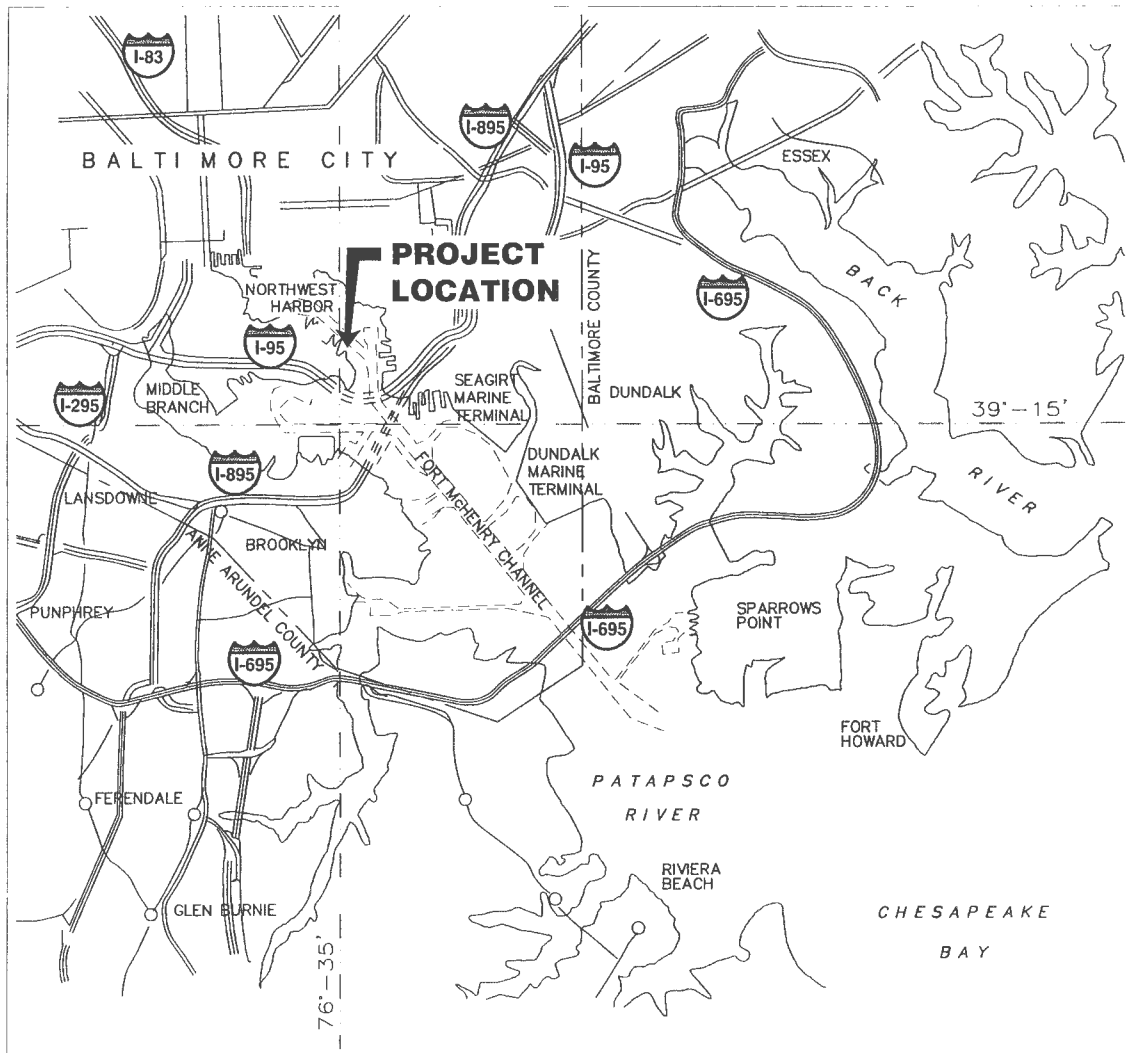 I-83
I-895
I-95
BALTIMORE CITY
ESSEX
PROJECT
LOCATION
NORTHWEST
HARBOR
BALTIMORE COUNTY
BACK
RIVER
I-695
I-95
I-295
MIDDLE
BRANCH
SEAGIRT
MARINE
TERMINAL
DUNDALK
39°-15'
I-895
LANSDOWNE
DUNDALK
MARINE
TERMINAL
FORT McHENRY CHANNEL
BROOKLYN
ANNE ARUNDEL COUNTY
PUNPHREY
I-695
I-695
SPARROWS
POINT
FORT
HOWARD
PATAPSCO
RIVER
FERENDALE
RIVIERA
BEACH
GLEN BURNIE
CHESAPEAKE
BAY
76°-35'